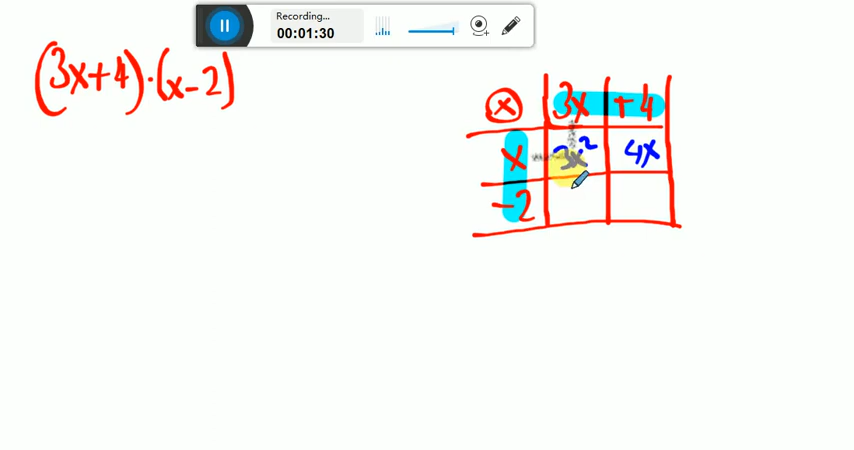 Recording...
00:01:30
(3x+4)·(x-2)
x 3x +4
x 3x² 4x
-2